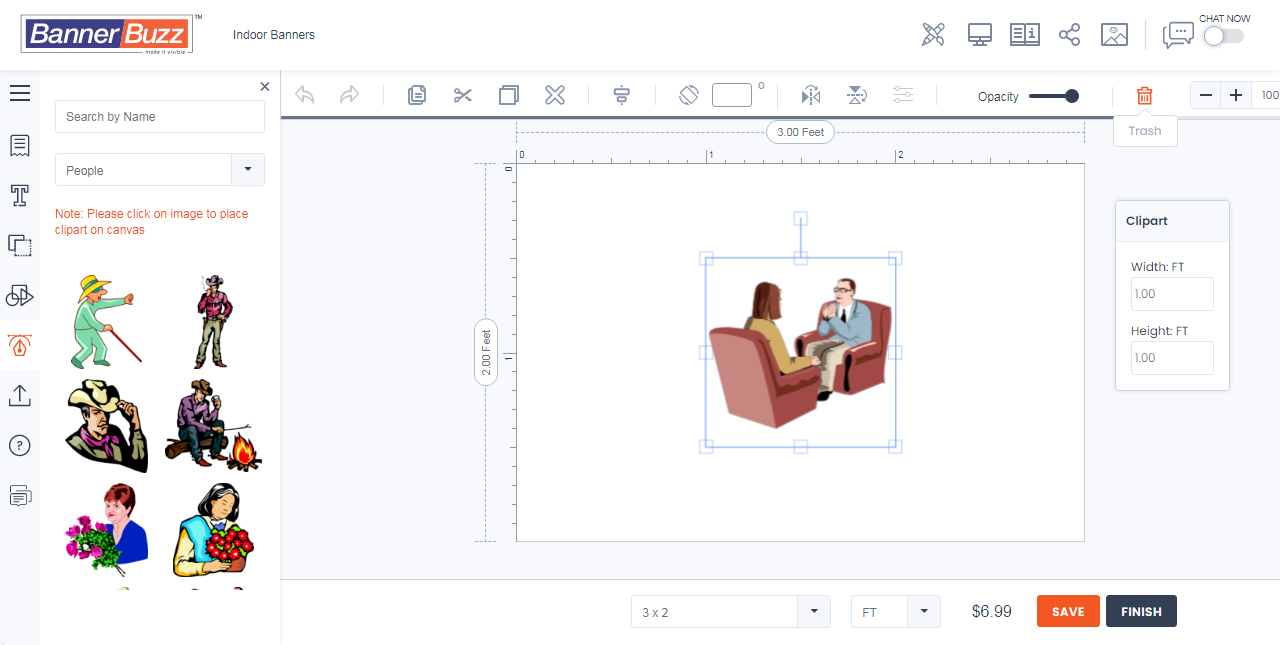 BannerBuzz™
make it visible
Indoor Banners
CHAT NOW
Search by Name
People
Note: Please click on image to place
clipart on canvas
Opacity
Trash
100
3.00 Feet
0
1
2
0
1
2.00 Feet
Clipart
Width: FT
1.00
Height: FT
1.00
3 x 2
FT
$6.99
SAVE
FINISH